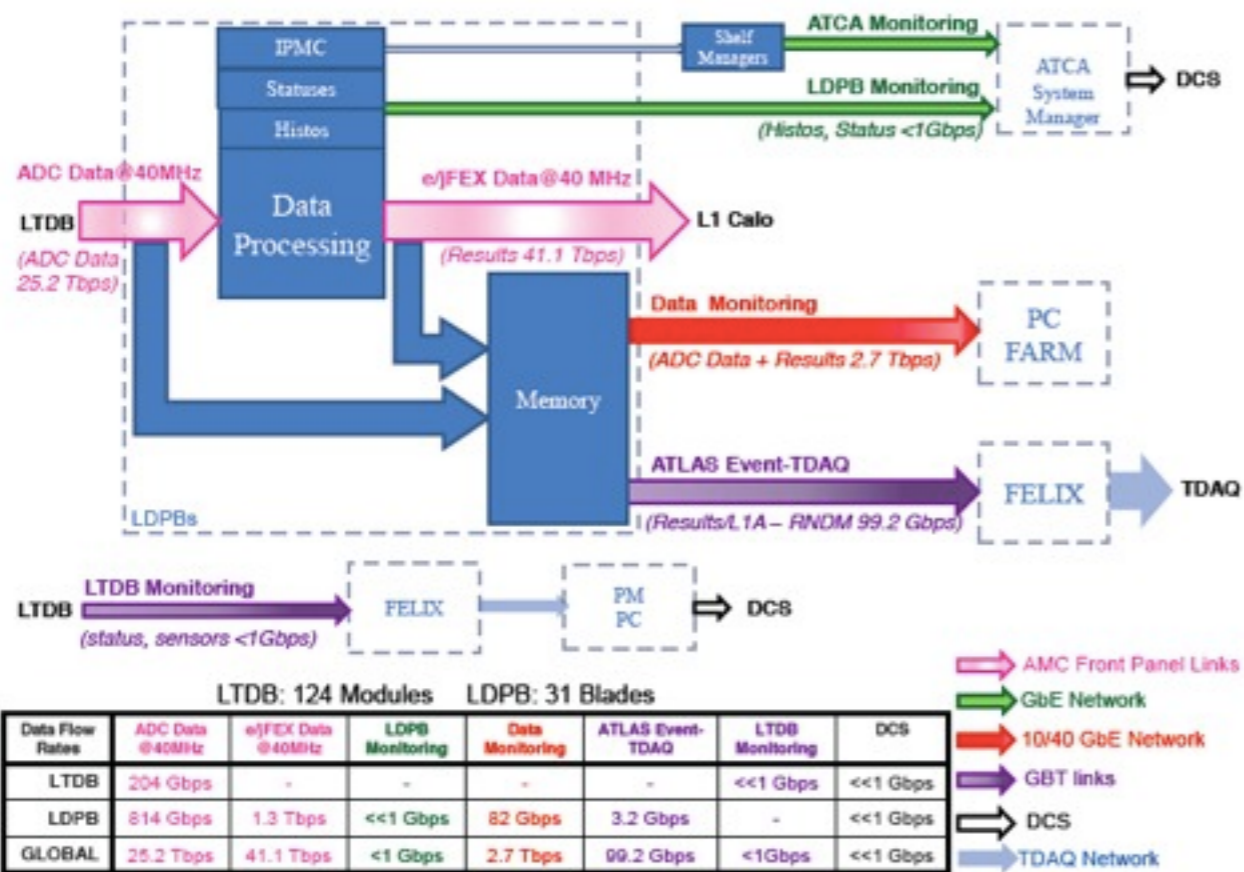 IPMC
Statuses
Histos
Data
Processing
Shelf
Managers
ATCA Monitoring
LDPB Monitoring
(Histos, Status <1Gbps)
ATCA
System
Manager
DCS
ADC Data@40MHz
LTDB
(ADC Data
25.2 Tbps)
e/jFEX Data@40 MHz
(Results 41.1 Tbps)
L1 Calo
Memory
Data Monitoring
(ADC Data + Results 2.7 Tbps)
PC
FARM
ATLAS Event-TDAQ
(Results/L1A – RNDM 99.2 Gbps)
FELIX
TDAQ
LDPBs
LTDB Monitoring
LTDB
(status, sensors <1Gbps)
FELIX
PM
PC
DCS
LTDB: 124 Modules LDPB: 31 Blades
Data Flow Rates ADC Data @40MHz e/jFEX Data @40MHz LDPB Monitoring Data Monitoring ATLAS Event-TDAQ LTDB Monitoring DCS
LTDB 204 Gbps - - - - <<1 Gbps <<1 Gbps
LDPB 814 Gbps 1.3 Tbps <<1 Gbps 82 Gbps 3.2 Gbps - <<1 Gbps
GLOBAL 25.2 Tbps 41.1 Tbps <1 Gbps 2.7 Tbps 99.2 Gbps <1Gbps <<1 Gbps
AMC Front Panel Links
GbE Network
10/40 GbE Network
GBT links
DCS
TDAQ Network